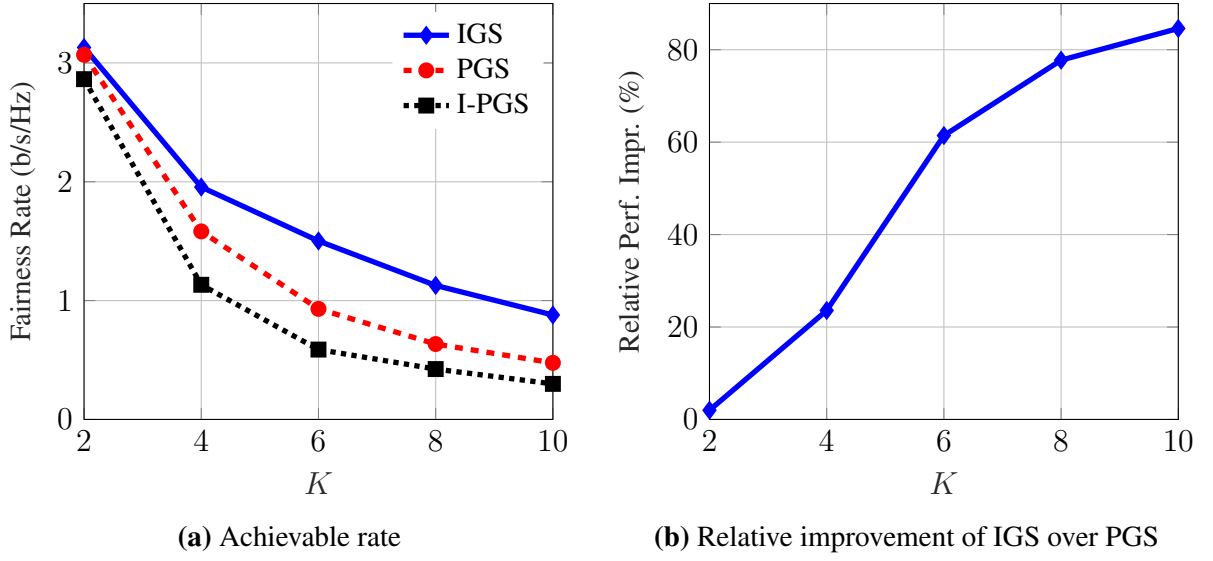 IGS
PGS
I-PGS
Fairness Rate (b/s/Hz)
3
2
1
0
2 4 6 8 10
K
(a) Achievable rate
Relative Perf. Impr. (%)
80
60
40
20
0
2 4 6 8 10
K
(b) Relative improvement of IGS over PGS